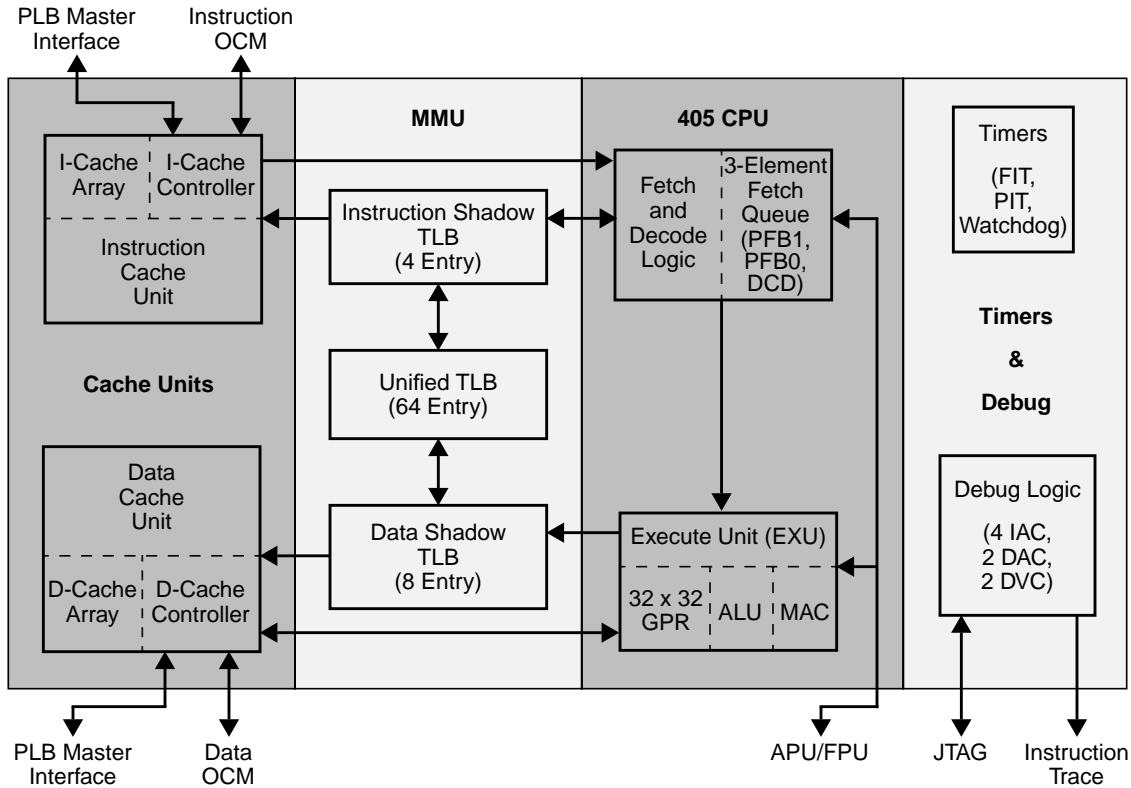 PLB Master
Interface
Instruction
OCM
MMU
405 CPU
I-Cache
Array
I-Cache
Controller
Instruction
Cache
Unit
Instruction Shadow
TLB
(4 Entry)
Fetch
and
Decode
Logic
3-Element
Fetch
Queue
(PFB1,
PFB0,
DCD)
Timers
(FIT,
PIT,
Watchdog)
Cache Units
Unified TLB
(64 Entry)
Timers
&
Debug
Data
Cache
Unit
D-Cache
Array
D-Cache
Controller
Data Shadow
TLB
(8 Entry)
Execute Unit (EXU)
32 x 32
GPR
ALU
MAC
Debug Logic
(4 IAC,
2 DAC,
2 DVC)
PLB Master
Interface
Data
OCM
APU/FPU
JTAG
Instruction
Trace